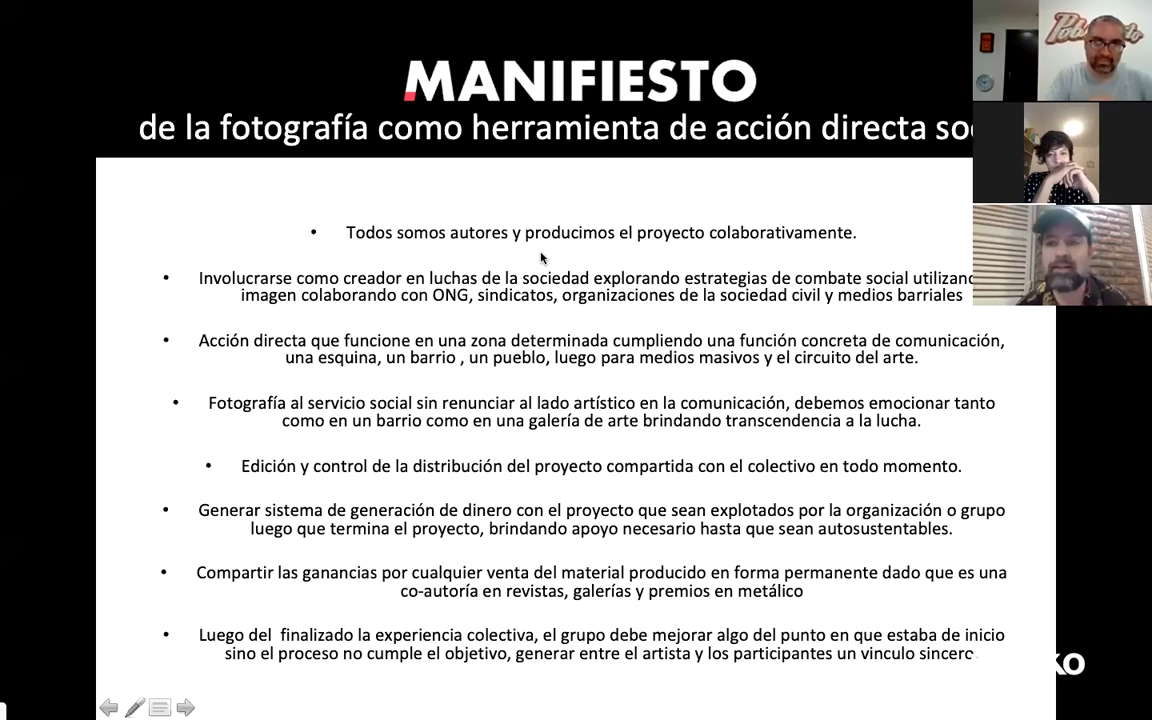 MANIFIESTO
de la fotografía como herramienta de acción directa
• Todos somos autores y producimos el proyecto colaborativamente.
• Involucrarse como creador en luchas de la sociedad explorando estrategias de combate social
imagen colaborando con ONG, sindicatos, organizaciones de la sociedad civil y medios barriales
• Acción directa que funcione en una zona determinada cumpliendo una función concreta de comunicación,
una esquina, un barrio , un pueblo, luego para medios masivos y el circuito del arte.
• Fotografía al servicio social sin renunciar al lado artístico en la comunicación, debemos emocionar tanto
como en un barrio como en una galería de arte brindando transcendencia a la lucha.
• Edición y control de la distribución del proyecto compartida con el colectivo en todo momento.
• Generar sistema de generación de dinero con el proyecto que sean explotados por la organización o grupo
luego que termina el proyecto, brindando apoyo necesario hasta que sean autosustentables.
• Compartir las ganancias por cualquier venta del material producido en forma permanente dado que es una
co-autoría en revistas, galerías y premios en metálico
• Luego del  finalizado la experiencia colectiva, el grupo debe mejorar algo del punto en que estaba de inicio
sino el proceso no cumple el objetivo, generar entre el artista y los participantes un vinculo sincero